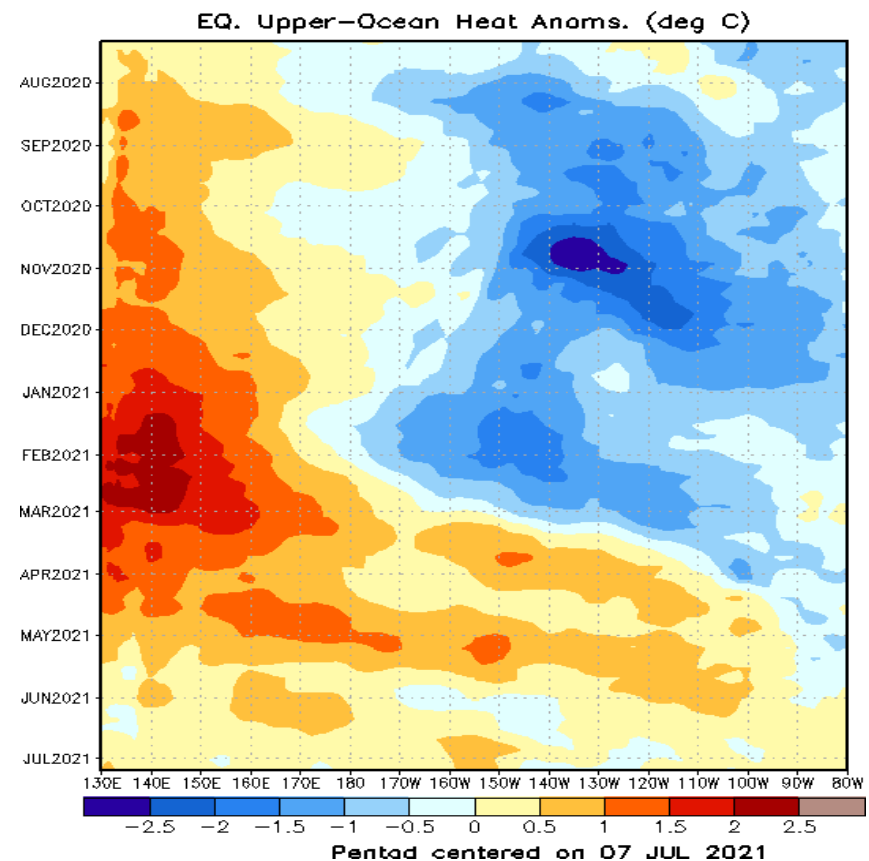 EQ. Upper-Ocean Heat Anoms. (deg C)
AUG2020
SEP2020
OCT2020
NOV2020
DEC2020
JAN2021
FEB2021
MAR2021
APR2021
MAY2021
JUN2021
JUL2021
130E 140E 150E 160E 170E 180 170W 160W 150W 140W 130W 120W 110W 100W 90W 80W
-2.5 -2 -1.5 -1 -0.5 0 0.5 1 1.5 2 2.5
Pentad centered on 07 JUL 2021